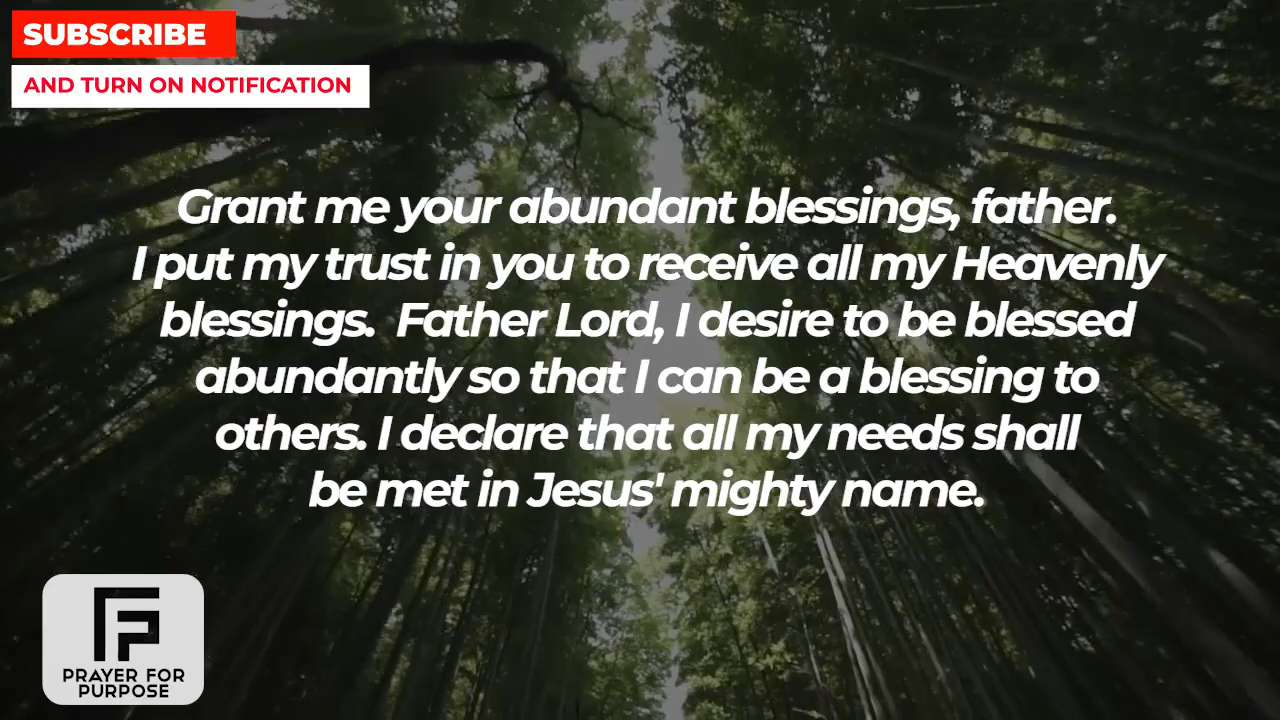 SUBSCRIBE
AND TURN ON NOTIFICATION
Grant me your abundant blessings, father.
I put my trust in you to receive all my Heavenly
blessings.  Father Lord, I desire to be blessed
abundantly so that I can be a blessing to
others. I declare that all my needs shall
be met in Jesus' mighty name.
PRAYER FOR
PURPOSE